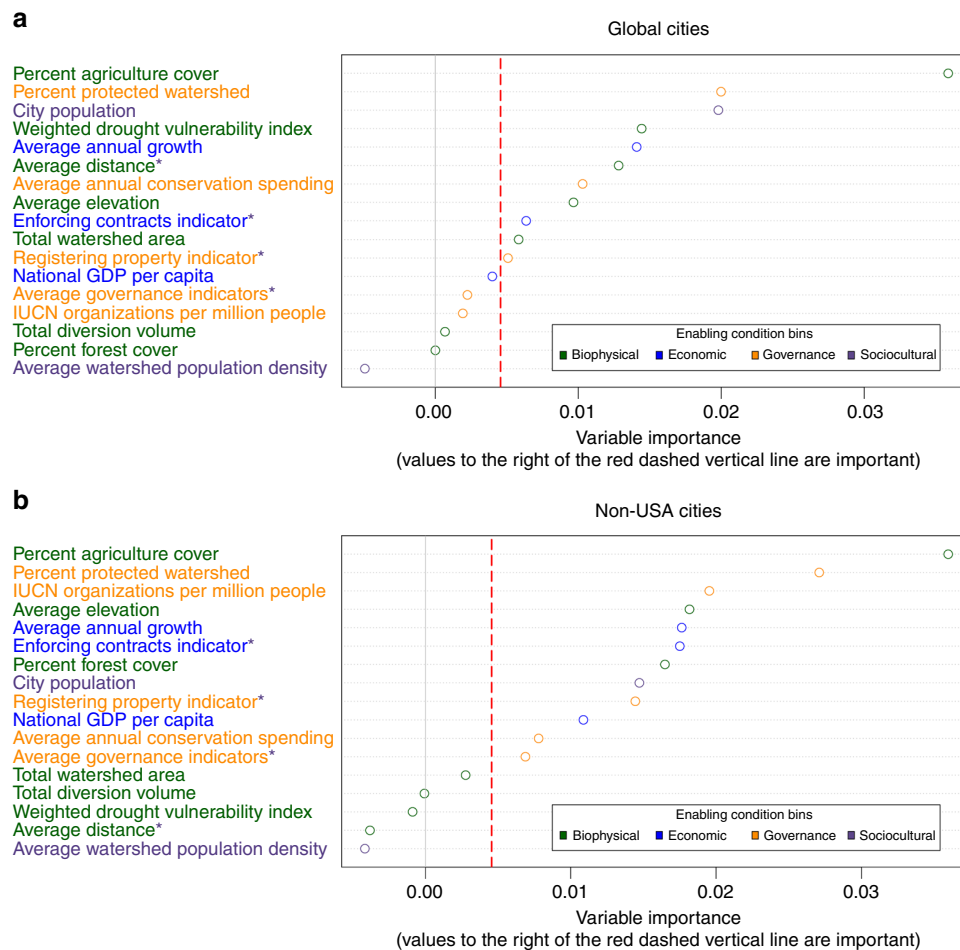 a
Global cities
Percent agriculture cover
Percent protected watershed
City population
Weighted drought vulnerability index
Average annual growth
Average distance*
Average annual conservation spending
Average elevation
Enforcing contracts indicator*
Total watershed area
Registering property indicator*
National GDP per capita
Average governance indicators*
IUCN organizations per million people
Total diversion volume
Percent forest cover
Average watershed population density
Enabling condition bins
Biophysical Economic Governance Sociocultural
0.00 0.01 0.02 0.03
Variable importance
(values to the right of the red dashed vertical line are important)
b
Non-USA cities
Percent agriculture cover
Percent protected watershed
IUCN organizations per million people
Average elevation
Average annual growth
Enforcing contracts indicator*
Percent forest cover
City population
Registering property indicator*
National GDP per capita
Average annual conservation spending
Average governance indicators*
Total watershed area
Total diversion volume
Weighted drought vulnerability index
Average distance*
Average watershed population density
Enabling condition bins
Biophysical Economic Governance Sociocultural
0.00 0.01 0.02 0.03
Variable importance
(values to the right of the red dashed vertical line are important)